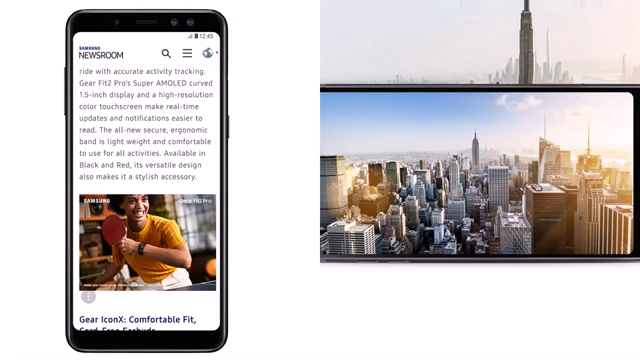 12:45
SAMSUNG
NEWSROOM
ride with accurate activity tracking.
Gear Fit2 Pro's Super AMOLED curved
1.5-inch display and a high-resolution
color touchscreen make real-time
updates and notifications easier to
read. The all-new secure, ergonomic
band is light weight and comfortable
to use for all activities. Available in
Black and Red, its versatile design
also makes it a stylish accessory.
SAMSUNG Gear Fit2 Pro
Gear IconX: Comfortable Fit,
Cord-Free Earbuds